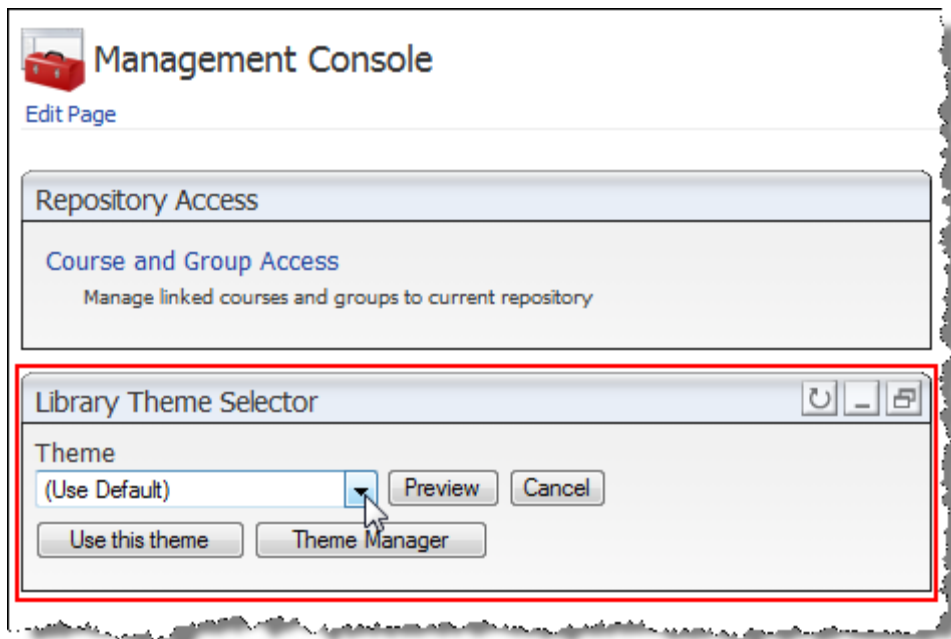 Management Console
Edit Page
Repository Access
Course and Group Access
Manage linked courses and groups to current repository
Library Theme Selector
Theme
(Use Default) Preview Cancel
Use this theme Theme Manager